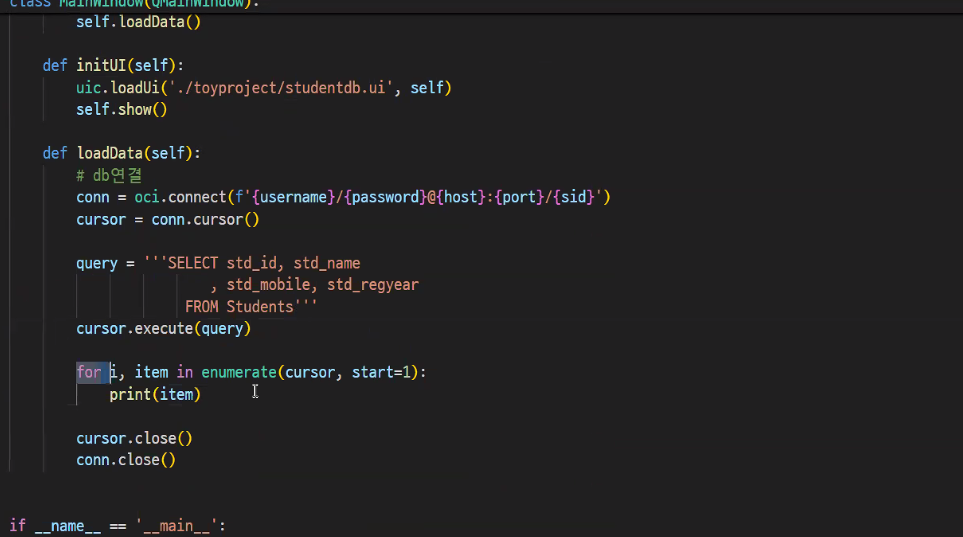 class MainWindow(QMainWindow):
self.loadData()
def initUI(self):
uic.loadUi('./toyproject/studentdb.ui', self)
self.show()
def loadData(self):
# db연결
conn = oci.connect(f'{username}/{password}@{host}:{port}/{sid}')
cursor = conn.cursor()
query = '''SELECT std_id, std_name
, std_mobile, std_regyear
FROM Students'''
cursor.execute(query)
for i, item in enumerate(cursor, start=1):
print(item)
cursor.close()
conn.close()
if __name__ == '__main__':